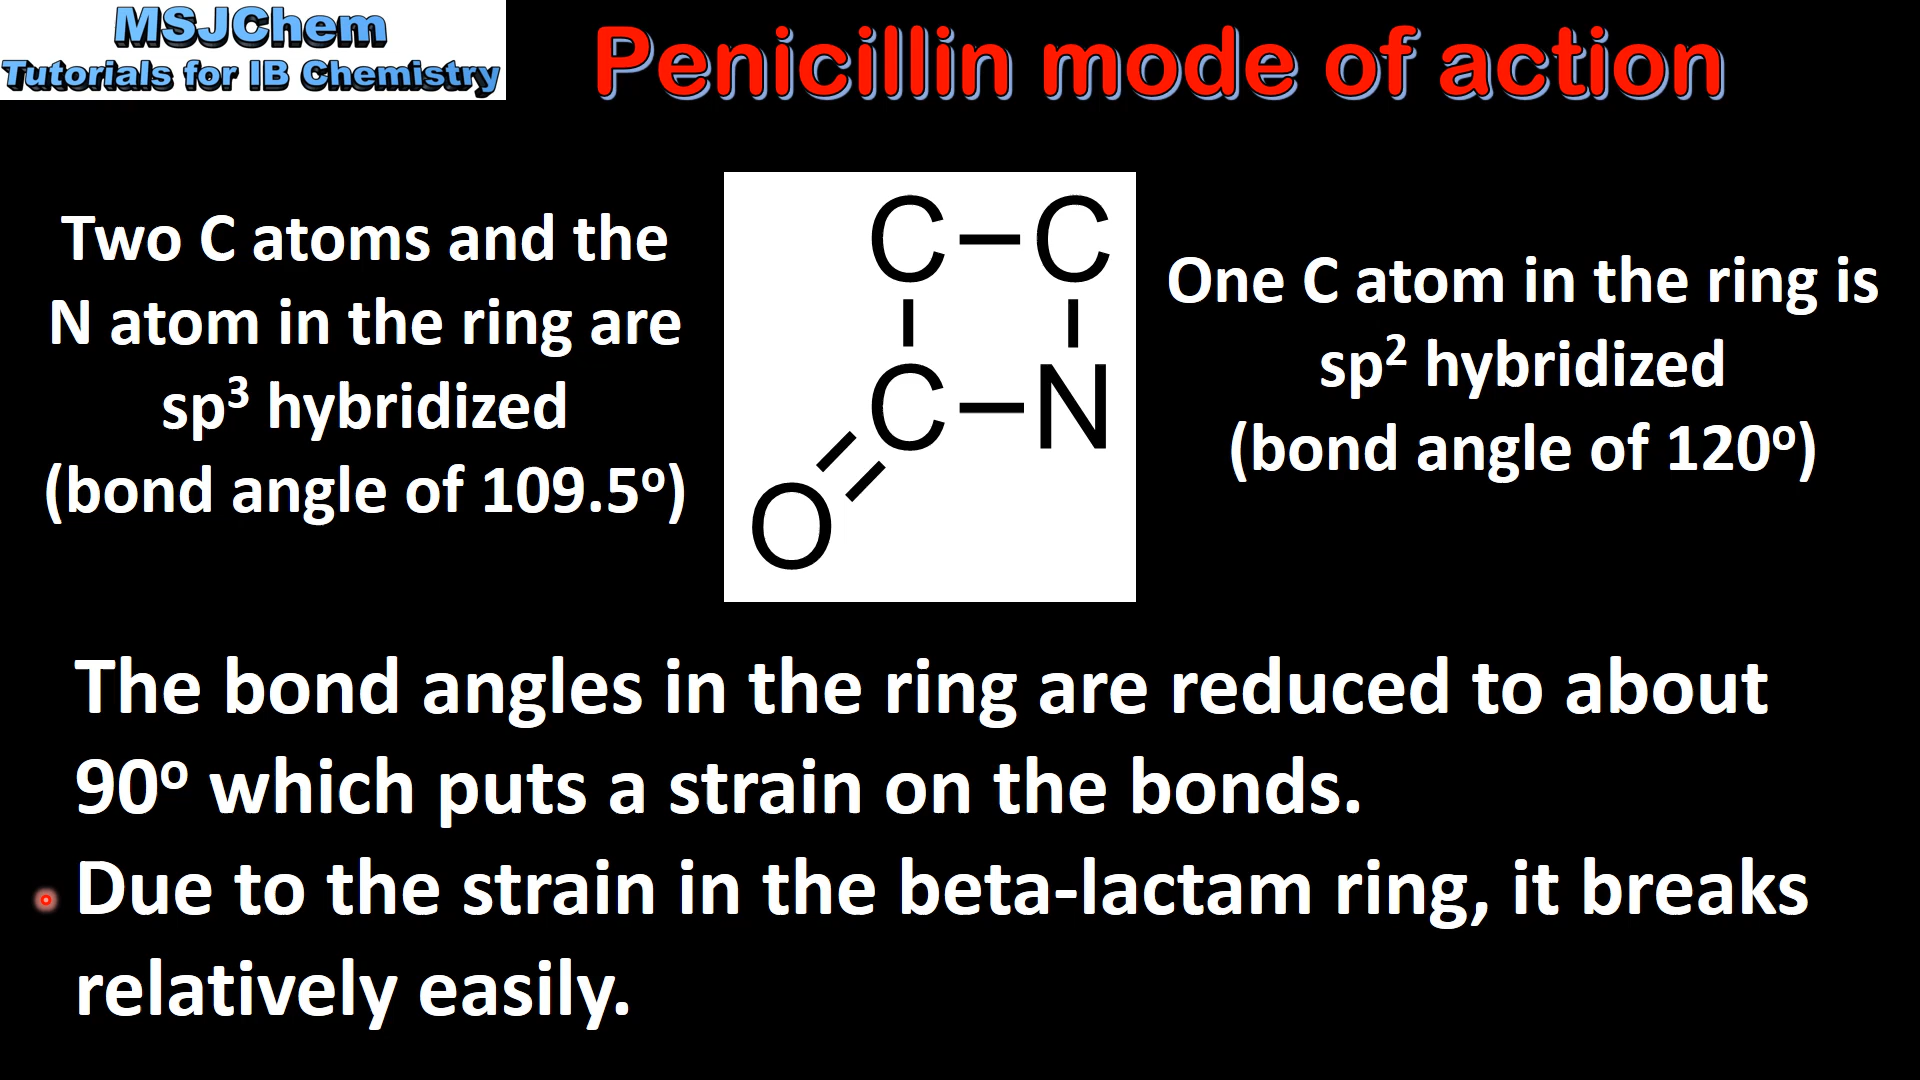 MSJChem
Tutorials for IB Chemistry
Penicillin mode of action
Two C atoms and the
N atom in the ring are
sp³ hybridized
(bond angle of 109.5º)
C–C
C–N
O
One C atom in the ring is
sp² hybridized
(bond angle of 120º)
The bond angles in the ring are reduced to about
90º which puts a strain on the bonds.
Due to the strain in the beta-lactam ring, it breaks
relatively easily.